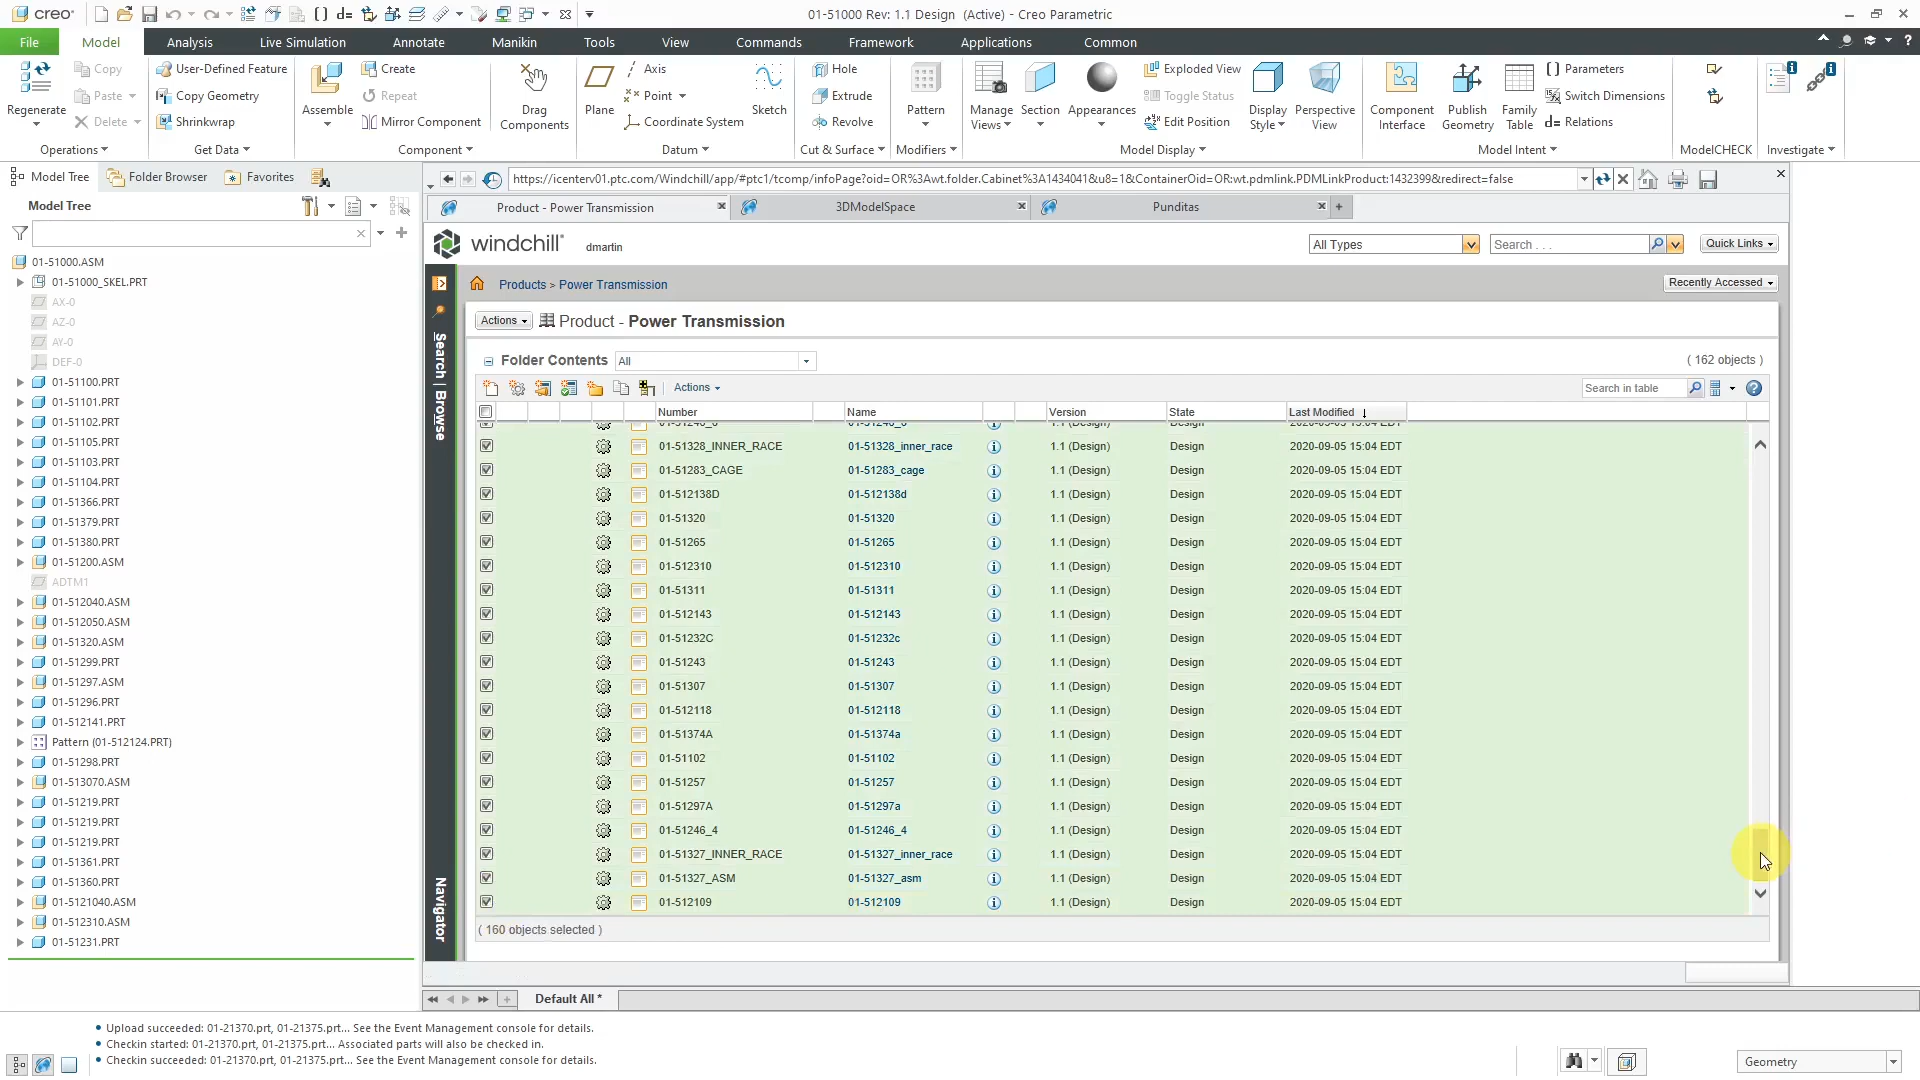 creo
01-51000 Rev: 1.1 Design (Active) - Creo Parametric
File
Model
Analysis
Live Simulation
Annotate
Manikin
Tools
View
Commands
Framework
Applications
Common
Regenerate
Copy
Paste
Delete
Operations
User-Defined Feature
Copy Geometry
Shrinkwrap
Get Data
Assemble
Create
Repeat
Mirror Component
Component
Drag Components
Plane
Axis
Point
Coordinate System
Sketch
Datum
Hole
Extrude
Revolve
Cut & Surface
Pattern
Modifiers
Manage Views
Section
Appearances
Exploded View
Toggle Status
Edit Position
Display Style
Perspective View
Model Display
Component Interface
Publish Geometry
Family Table
Parameters
Switch Dimensions
d= Relations
Model Intent
ModelCHECK
Investigate
Model Tree
Folder Browser
Favorites
https://icenterv01.ptc.com/Windchill/app/#ptc1/tcomp/infoPage?oid=OR%3Awt.folder.Cabinet%3A1434041&u8=1&ContainerOid=OR:wt.pdmlink.PDMLinkProduct:1432399&redirect=false
Product - Power Transmission
3DModelSpace
Punditas
Model Tree
01-51000.ASM
01-51000_SKEL.PRT
AX-0
AZ-0
AY-0
DEF-0
01-51100.PRT
01-51101.PRT
01-51102.PRT
01-51105.PRT
01-51103.PRT
01-51104.PRT
01-51366.PRT
01-51379.PRT
01-51380.PRT
01-51200.ASM
ADTM1
01-512040.ASM
01-512050.ASM
01-51320.ASM
01-51299.PRT
01-51297.ASM
01-51296.PRT
01-512141.PRT
Pattern (01-512124.PRT)
01-51298.PRT
01-513070.ASM
01-51219.PRT
01-51219.PRT
01-51219.PRT
01-51361.PRT
01-51360.PRT
01-5121040.ASM
01-512310.ASM
01-51231.PRT
windchill
dmartin
All Types
Search . . .
Quick Links
Products > Power Transmission
Recently Accessed
Search | Browse
Navigator
Actions
Product - Power Transmission
Folder Contents
All
( 162 objects )
Actions
Search in table
Number Name Version State Last Modified
01-51328_INNER_RACE 01-51328_inner_race 1.1 (Design) Design 2020-09-05 15:04 EDT
01-51283_CAGE 01-51283_cage 1.1 (Design) Design 2020-09-05 15:04 EDT
01-512138D 01-512138d 1.1 (Design) Design 2020-09-05 15:04 EDT
01-51320 01-51320 1.1 (Design) Design 2020-09-05 15:04 EDT
01-51265 01-51265 1.1 (Design) Design 2020-09-05 15:04 EDT
01-512310 01-512310 1.1 (Design) Design 2020-09-05 15:04 EDT
01-51311 01-51311 1.1 (Design) Design 2020-09-05 15:04 EDT
01-512143 01-512143 1.1 (Design) Design 2020-09-05 15:04 EDT
01-51232C 01-51232c 1.1 (Design) Design 2020-09-05 15:04 EDT
01-51243 01-51243 1.1 (Design) Design 2020-09-05 15:04 EDT
01-51307 01-51307 1.1 (Design) Design 2020-09-05 15:04 EDT
01-512118 01-512118 1.1 (Design) Design 2020-09-05 15:04 EDT
01-51374A 01-51374a 1.1 (Design) Design 2020-09-05 15:04 EDT
01-51102 01-51102 1.1 (Design) Design 2020-09-05 15:04 EDT
01-51257 01-51257 1.1 (Design) Design 2020-09-05 15:04 EDT
01-51297A 01-51297a 1.1 (Design) Design 2020-09-05 15:04 EDT
01-51246_4 01-51246_4 1.1 (Design) Design 2020-09-05 15:04 EDT
01-51327_INNER_RACE 01-51327_inner_race 1.1 (Design) Design 2020-09-05 15:04 EDT
01-51327_ASM 01-51327_asm 1.1 (Design) Design 2020-09-05 15:04 EDT
01-512109 01-512109 1.1 (Design) Design 2020-09-05 15:04 EDT
( 160 objects selected )
Default All *
• Upload succeeded: 01-21370.prt, 01-21375.prt... See the Event Management console for details.
• Checkin started: 01-21370.prt, 01-21375.prt... Associated parts will also be checked in.
• Checkin succeeded: 01-21370.prt, 01-21375.prt... See the Event Management console for details.
Geometry